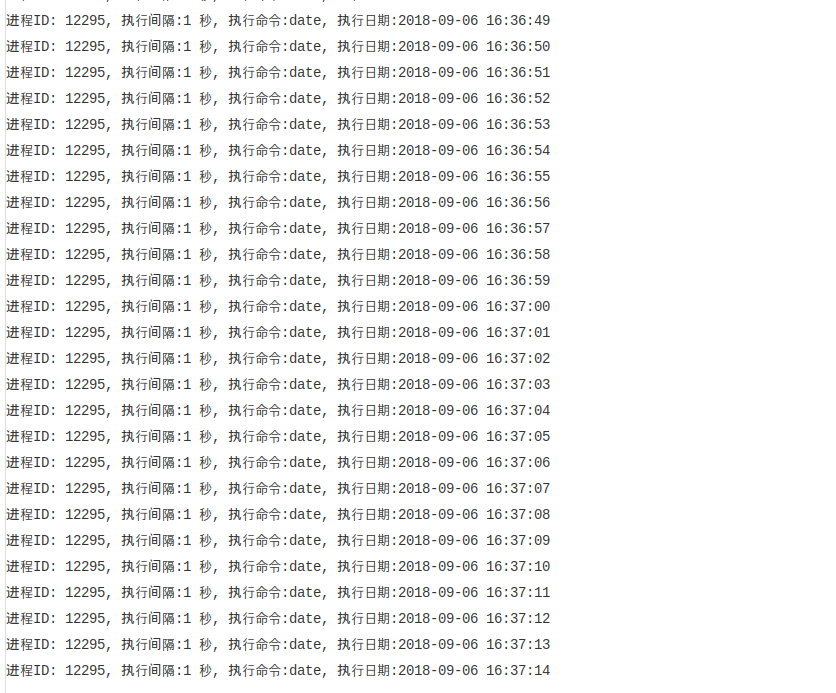 进程ID: 12295, 执行间隔:1 秒, 执行命令:date, 执行日期:2018-09-06 16:36:49
进程ID: 12295, 执行间隔:1 秒, 执行命令:date, 执行日期:2018-09-06 16:36:50
进程ID: 12295, 执行间隔:1 秒, 执行命令:date, 执行日期:2018-09-06 16:36:51
进程ID: 12295, 执行间隔:1 秒, 执行命令:date, 执行日期:2018-09-06 16:36:52
进程ID: 12295, 执行间隔:1 秒, 执行命令:date, 执行日期:2018-09-06 16:36:53
进程ID: 12295, 执行间隔:1 秒, 执行命令:date, 执行日期:2018-09-06 16:36:54
进程ID: 12295, 执行间隔:1 秒, 执行命令:date, 执行日期:2018-09-06 16:36:55
进程ID: 12295, 执行间隔:1 秒, 执行命令:date, 执行日期:2018-09-06 16:36:56
进程ID: 12295, 执行间隔:1 秒, 执行命令:date, 执行日期:2018-09-06 16:36:57
进程ID: 12295, 执行间隔:1 秒, 执行命令:date, 执行日期:2018-09-06 16:36:58
进程ID: 12295, 执行间隔:1 秒, 执行命令:date, 执行日期:2018-09-06 16:36:59
进程ID: 12295, 执行间隔:1 秒, 执行命令:date, 执行日期:2018-09-06 16:37:00
进程ID: 12295, 执行间隔:1 秒, 执行命令:date, 执行日期:2018-09-06 16:37:01
进程ID: 12295, 执行间隔:1 秒, 执行命令:date, 执行日期:2018-09-06 16:37:02
进程ID: 12295, 执行间隔:1 秒, 执行命令:date, 执行日期:2018-09-06 16:37:03
进程ID: 12295, 执行间隔:1 秒, 执行命令:date, 执行日期:2018-09-06 16:37:04
进程ID: 12295, 执行间隔:1 秒, 执行命令:date, 执行日期:2018-09-06 16:37:05
进程ID: 12295, 执行间隔:1 秒, 执行命令:date, 执行日期:2018-09-06 16:37:06
进程ID: 12295, 执行间隔:1 秒, 执行命令:date, 执行日期:2018-09-06 16:37:07
进程ID: 12295, 执行间隔:1 秒, 执行命令:date, 执行日期:2018-09-06 16:37:08
进程ID: 12295, 执行间隔:1 秒, 执行命令:date, 执行日期:2018-09-06 16:37:09
进程ID: 12295, 执行间隔:1 秒, 执行命令:date, 执行日期:2018-09-06 16:37:10
进程ID: 12295, 执行间隔:1 秒, 执行命令:date, 执行日期:2018-09-06 16:37:11
进程ID: 12295, 执行间隔:1 秒, 执行命令:date, 执行日期:2018-09-06 16:37:12
进程ID: 12295, 执行间隔:1 秒, 执行命令:date, 执行日期:2018-09-06 16:37:13
进程ID: 12295, 执行间隔:1 秒, 执行命令:date, 执行日期:2018-09-06 16:37:14